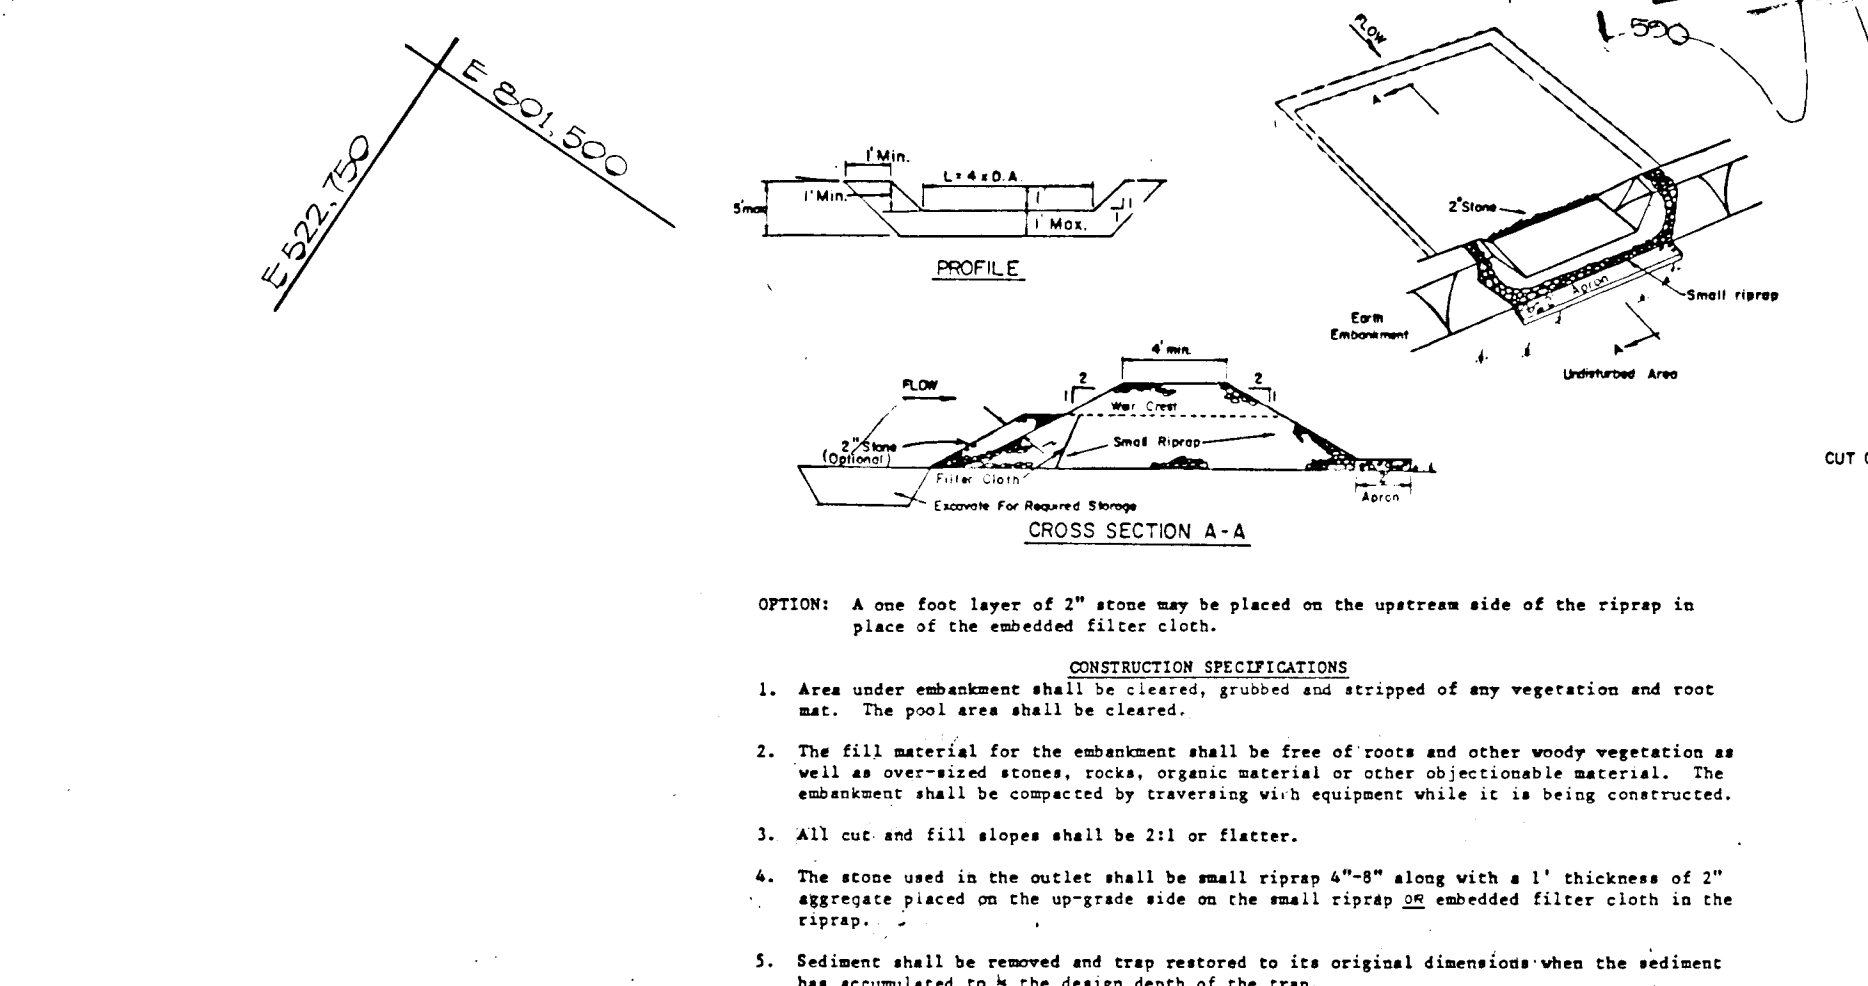 E 801,500
E 522,750
FLOW
L 590
A
1' Min.
L = 4 x D.A.
1' Min.
1'
5' max
1' Max.
1
1
PROFILE
2" Stone
Apron
Small riprap
Earth
Embankment
A
Undisturbed Area
4' min.
FLOW
2
1
2
1
Weir Crest
2" Stone
(Optional)
Small Riprap
Filter Cloth
Apron
Excavate For Required Storage
CROSS SECTION A-A
CUT
OPTION: A one foot layer of 2" stone may be placed on the upstream side of the riprap in
place of the embedded filter cloth.
CONSTRUCTION SPECIFICATIONS
1. Area under embankment shall be cleared, grubbed and stripped of any vegetation and root
mat. The pool area shall be cleared.
2. The fill material for the embankment shall be free of roots and other woody vegetation as
well as over-sized stones, rocks, organic material or other objectionable material. The
embankment shall be compacted by traversing with equipment while it is being constructed.
3. All cut and fill slopes shall be 2:1 or flatter.
4. The stone used in the outlet shall be small riprap 4"-8" along with a 1' thickness of 2"
aggregate placed on the up-grade side on the small riprap OR embedded filter cloth in the
riprap.
5. Sediment shall be removed and trap restored to its original dimensions when the sediment
has accumulated to ¼ the design depth of the trap.